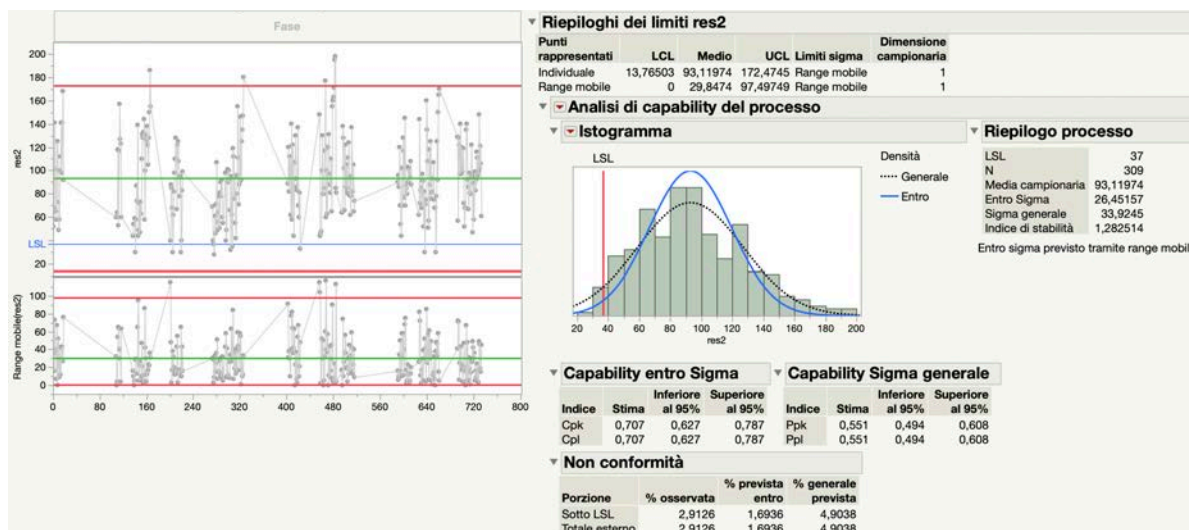 Fase
200
180
160
140
120
100
80
60
LSL
20
res2
100
80
60
40
20
0
Range mobile(res2)
0 80 160 240 320 400 480 560 640 720 800
Riepiloghi dei limiti res2
Punti rappresentati LCL Medio UCL Limiti sigma Dimensione campionaria
Individuale 13,76503 93,11974 172,4745 Range mobile 1
Range mobile 0 29,8474 97,49749 Range mobile 1
Analisi di capability del processo
Istogramma
LSL
20 40 60 80 100 120 140 160 180 200
res2
Densità
Generale
Entro
Riepilogo processo
LSL 37
N 309
Media campionaria 93,11974
Entro Sigma 26,45157
Sigma generale 33,9245
Indice di stabilità 1,282514
Entro sigma previsto tramite range mobil
Capability entro Sigma
Indice Stima Inferiore al 95% Superiore al 95%
Cpk 0,707 0,627 0,787
Cpl 0,707 0,627 0,787
Capability Sigma generale
Indice Stima Inferiore al 95% Superiore al 95%
Ppk 0,551 0,494 0,608
Ppl 0,551 0,494 0,608
Non conformità
Porzione % osservata % prevista entro % generale prevista
Sotto LSL 2,9126 1,6936 4,9038
Totale esterno 2,9126 1,6936 4,9038